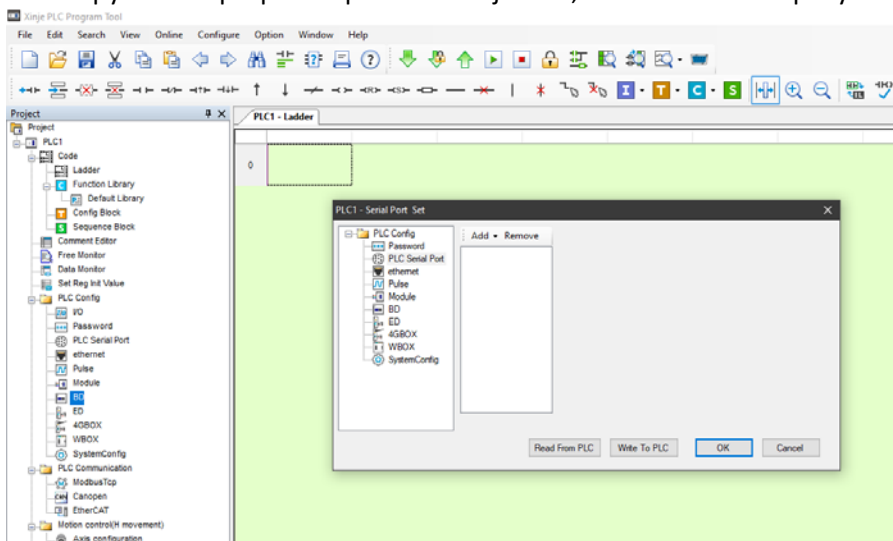 Xinje PLC Program Tool
File Edit Search View Online Configure Option Window Help
I T C S
Project
PLC1 - Ladder
Project
PLC1
Code
Ladder
Function Library
Default Library
Config Block
Sequence Block
Comment Editor
Free Monitor
Data Monitor
Set Reg Init Value
PLC Config
I/O
Password
PLC Serial Port
ethernet
Pulse
Module
BD
ED
4GBOX
WBOX
SystemConfig
PLC Communication
ModbusTcp
Canopen
EtherCAT
Motion control(H movement)
Axis configuration
0
PLC1 - Serial Port Set
PLC Config
Password
PLC Serial Port
ethernet
Pulse
Module
BD
ED
4GBOX
WBOX
SystemConfig
Add Remove
Read From PLC Write To PLC OK Cancel